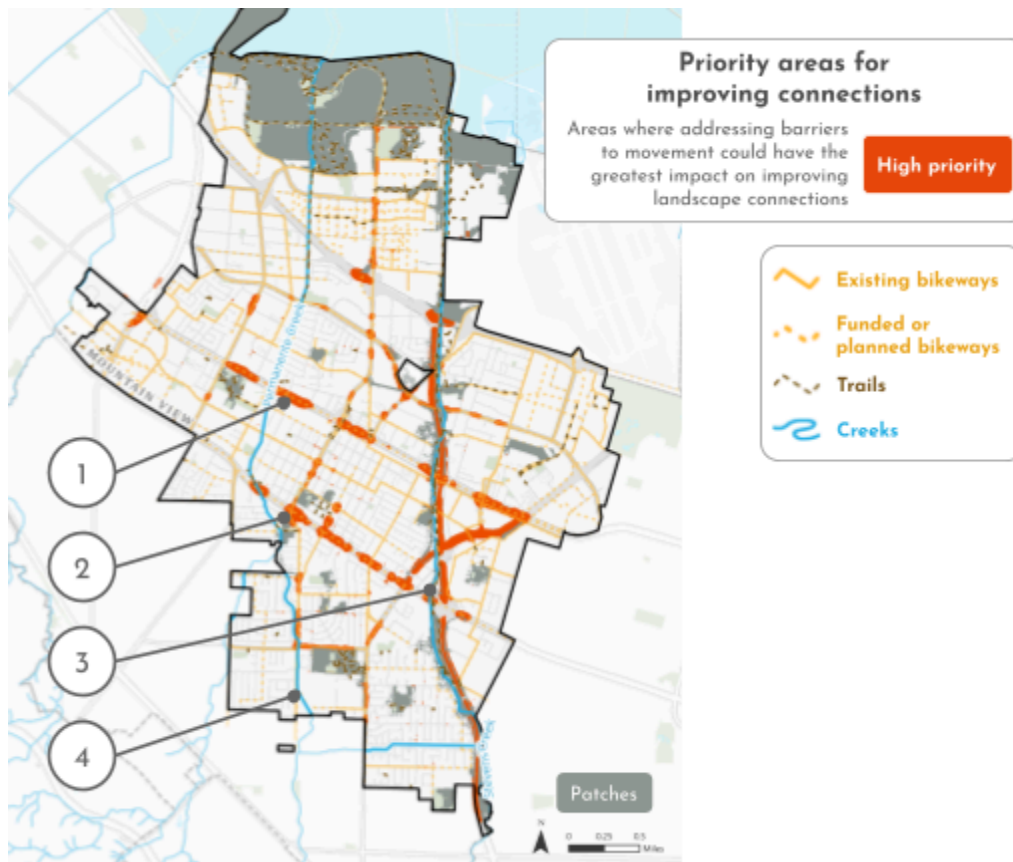 Priority areas for
improving connections
Areas where addressing barriers
to movement could have the
greatest impact on improving
landscape connections
High priority
Existing bikeways
Funded or
planned bikeways
Trails
Creeks
Permanente Creek
MOUNTAIN VIEW
1
2
3
4
Patches
N
0 0.25 0.5
Miles